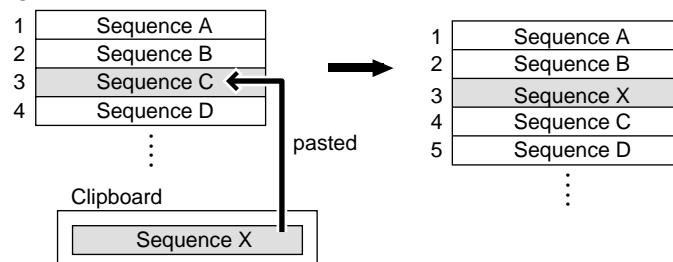 1 Sequence A
2 Sequence B
3 Sequence C
4 Sequence D
pasted
Clipboard
Sequence X
1 Sequence A
2 Sequence B
3 Sequence X
4 Sequence C
5 Sequence D